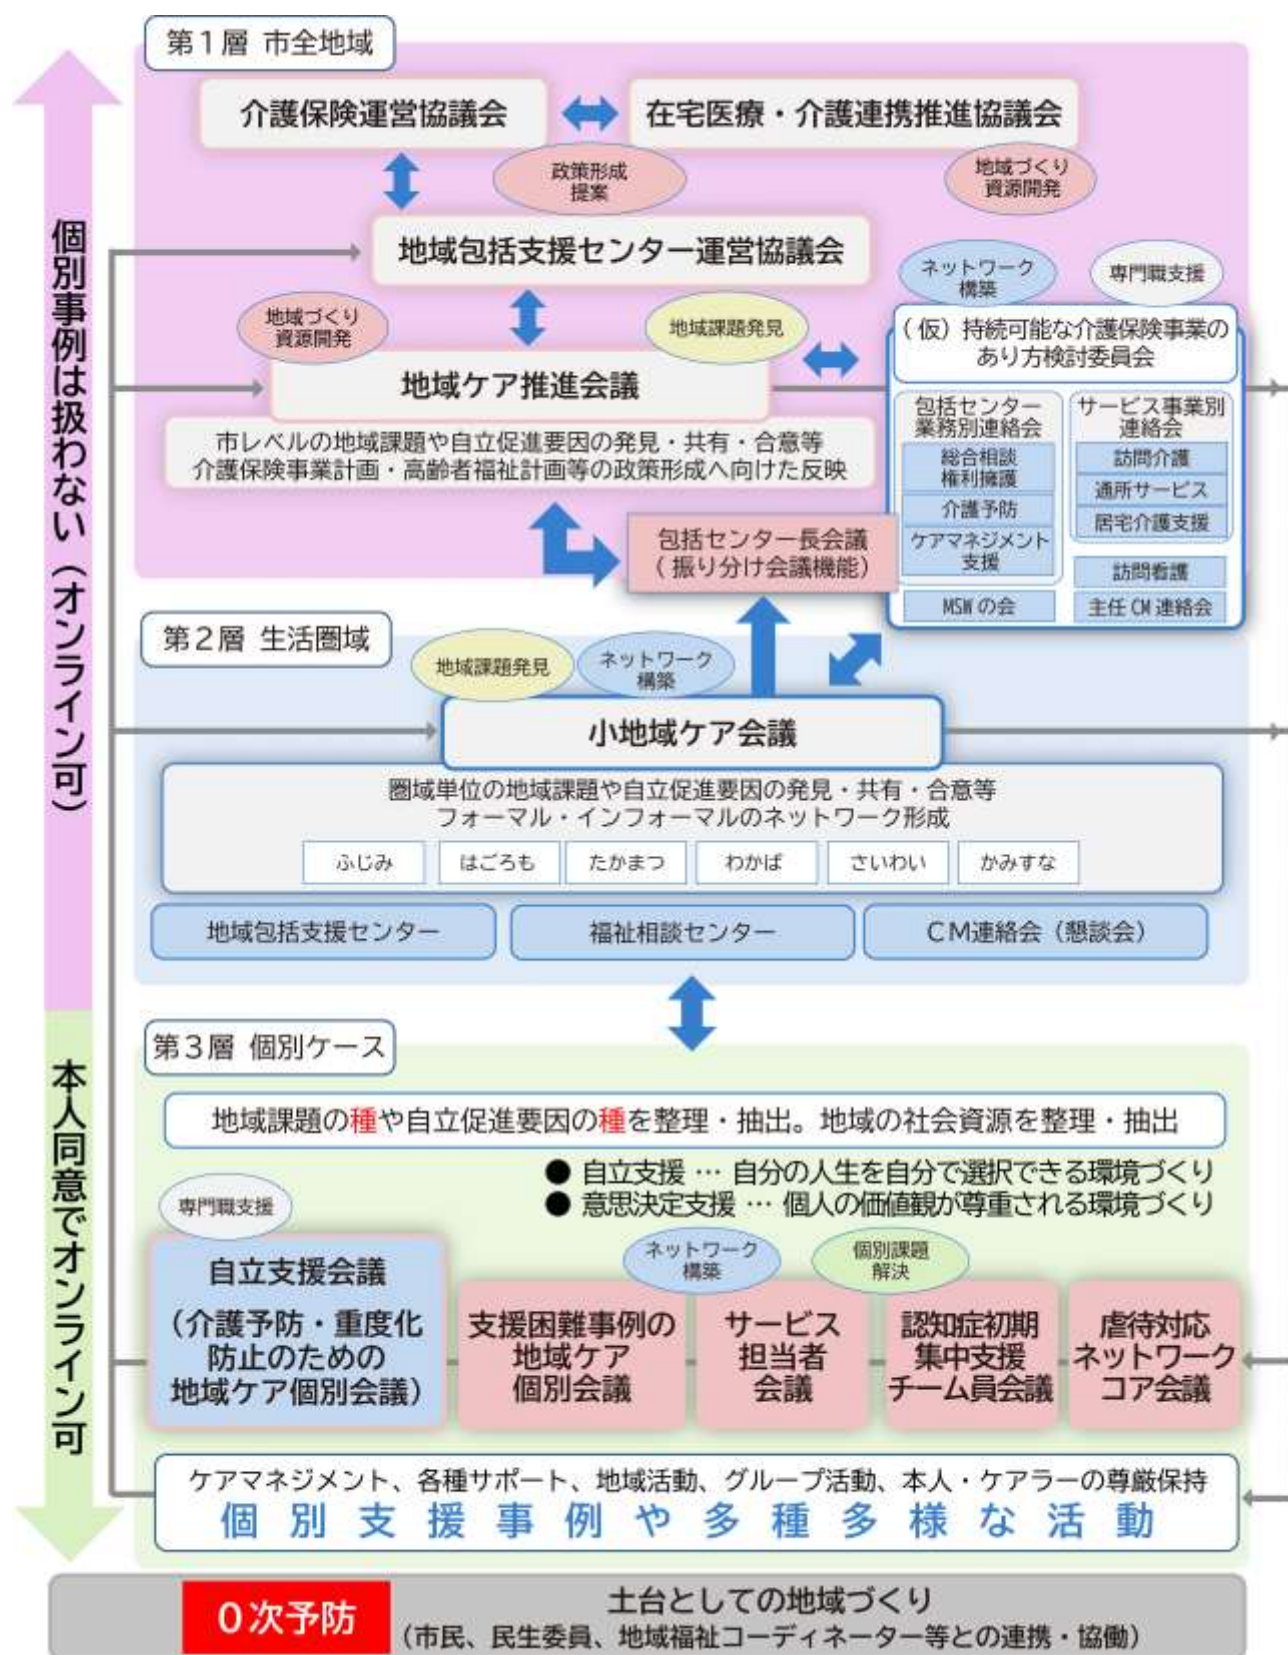 第1層 市全地域
介護保険運営協議会
在宅医療・介護連携推進協議会
政策形成
提案
地域づくり
資源開発
地域包括支援センター運営協議会
ネットワーク
構築
専門職支援
地域づくり
資源開発
地域課題発見
(仮)持続可能な介護保険事業の
あり方検討委員会
地域ケア推進会議
包括センター
業務別連絡会
サービス事業別
連絡会
市レベルの地域課題や自立促進要因の発見・共有・合意等
介護保険事業計画・高齢者福祉計画等の政策形成へ向けた反映
総合相談
権利擁護
介護予防
ケアマネジメント
支援
訪問介護
通所サービス
居宅介護支援
訪問看護
MSWの会
主任CM連絡会
包括センター長会議
(振り分け会議機能)
個別事例は扱わない(オンライン可)
第2層 生活圏域
地域課題発見
ネットワーク
構築
小地域ケア会議
圏域単位の地域課題や自立促進要因の発見・共有・合意等
フォーマル・インフォーマルのネットワーク形成
ふじみ
はごろも
たかまつ
わかば
さいわい
かみすな
地域包括支援センター
福祉相談センター
CM連絡会(懇談会)
本人同意でオンライン可
第3層 個別ケース
地域課題の種や自立促進要因の種を整理・抽出。地域の社会資源を整理・抽出
● 自立支援 … 自分の人生を自分で選択できる環境づくり
● 意思決定支援 … 個人の価値観が尊重される環境づくり
専門職支援
ネットワーク
構築
個別課題
解決
自立支援会議
(介護予防・重度化
防止のための
地域ケア個別会議)
支援困難事例の
地域ケア
個別会議
サービス
担当者
会議
認知症初期
集中支援
チーム員会議
虐待対応
ネットワーク
コア会議
ケアマネジメント、各種サポート、地域活動、グループ活動、本人・ケアラーの尊厳保持
個別支援事例や多種多様な活動
0次予防
土台としての地域づくり
(市民、民生委員、地域福祉コーディネーター等との連携・協働)